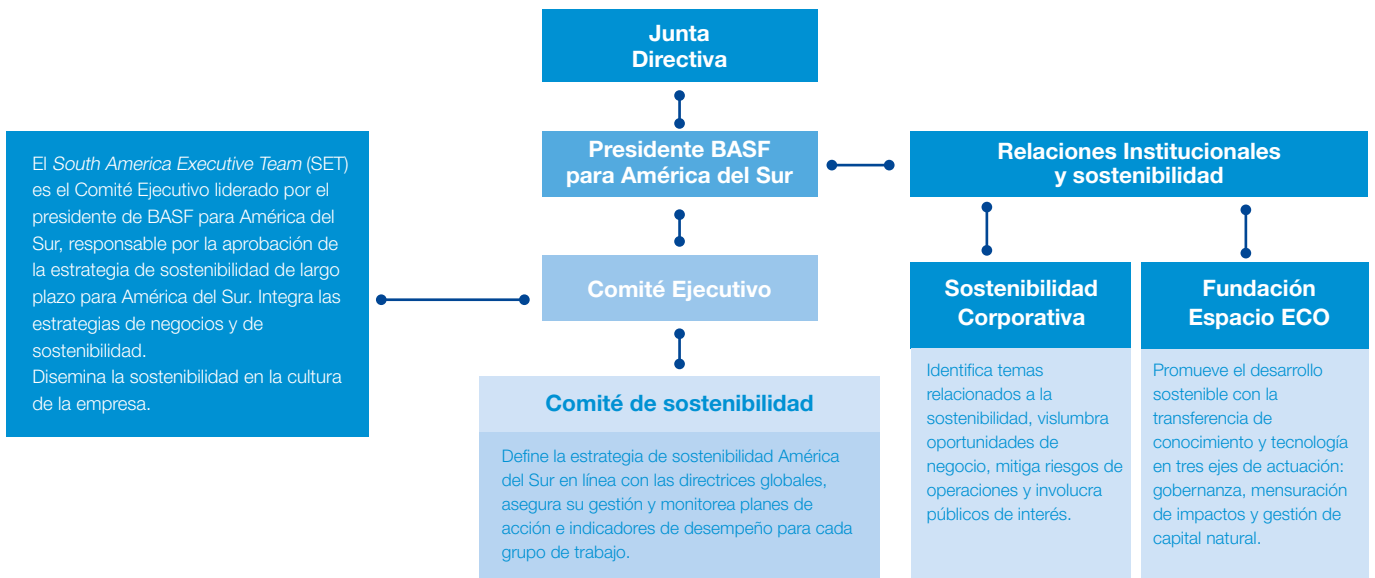 Junta
Directiva
Presidente BASF
para América del Sur
Relaciones Institucionales
y sostenibilidad
El South America Executive Team (SET)
es el Comité Ejecutivo liderado por el
presidente de BASF para América del
Sur, responsable por la aprobación de
la estrategia de sostenibilidad de largo
plazo para América del Sur. Integra las
estrategias de negocios y de
sostenibilidad.
Disemina la sostenibilidad en la cultura
de la empresa.
Comité Ejecutivo
Comité de sostenibilidad
Define la estrategia de sostenibilidad América
del Sur en línea con las directrices globales,
asegura su gestión y monitorea planes de
acción e indicadores de desempeño para cada
grupo de trabajo.
Sostenibilidad
Corporativa
Identifica temas
relacionados a la
sostenibilidad, vislumbra
oportunidades de
negocio, mitiga riesgos de
operaciones y involucra
públicos de interés.
Fundación
Espacio ECO
Promueve el desarrollo
sostenible con la
transferencia de
conocimiento y tecnología
en tres ejes de actuación:
gobernanza, mensuración
de impactos y gestión de
capital natural.